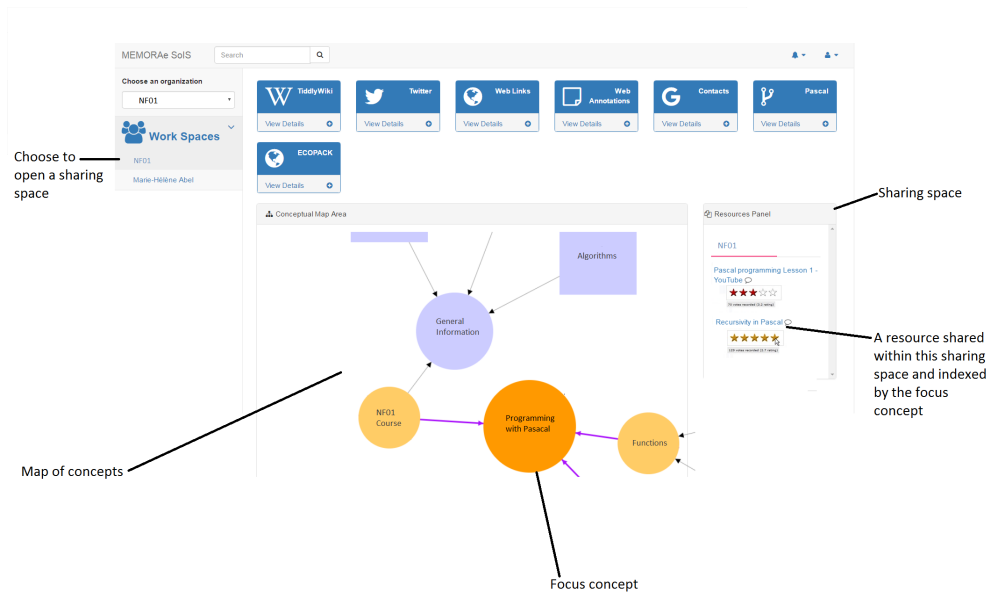 MEMORAe SoIS
Search
Choose an organization
NF01
Work Spaces
NF01
Marie-Hélène Abel
TiddlyWiki
View Details
Twitter
View Details
Web Links
View Details
Web
Annotations
View Details
Contacts
View Details
Pascal
View Details
ECOPACK
View Details
Choose to
open a sharing
space
Conceptual Map Area
Algorithms
General
Information
NF01
Course
Programming
with Pasacal
Functions
Resources Panel
NF01
Pascal programming Lesson 1 -
YouTube
Recursivity in Pascal
Sharing space
A resource shared
within this sharing
space and indexed
by the focus
concept
Map of concepts
Focus concept